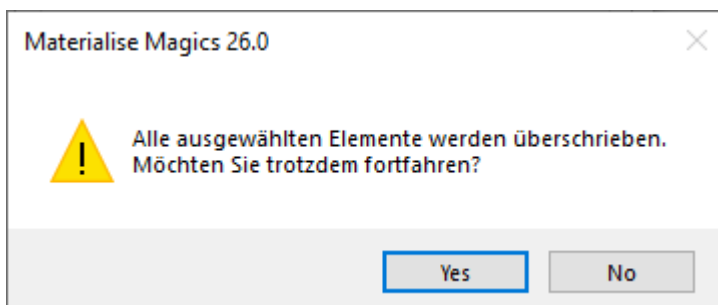 Materialise Magics 26.0
Alle ausgewählten Elemente werden überschrieben.
Möchten Sie trotzdem fortfahren?
Yes
No